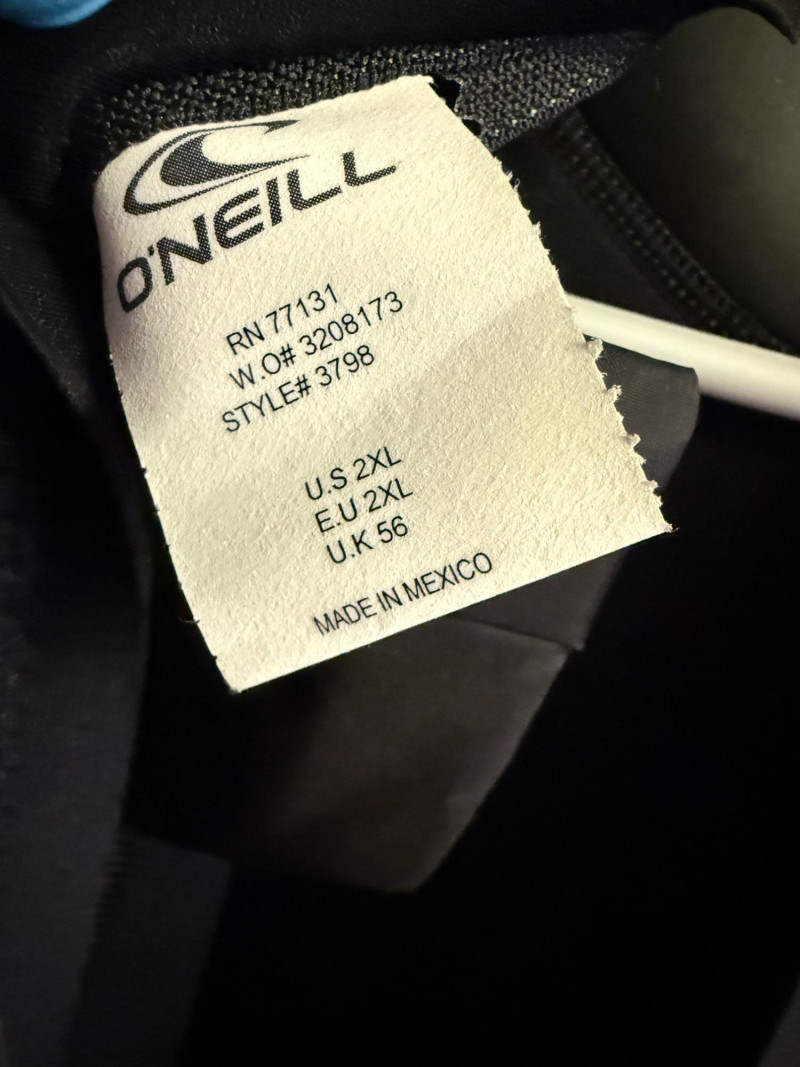 O'NEILL
RN 77131
W.O# 3208173
STYLE# 3798
U.S 2XL
E.U 2XL
U.K 56
MADE IN MEXICO